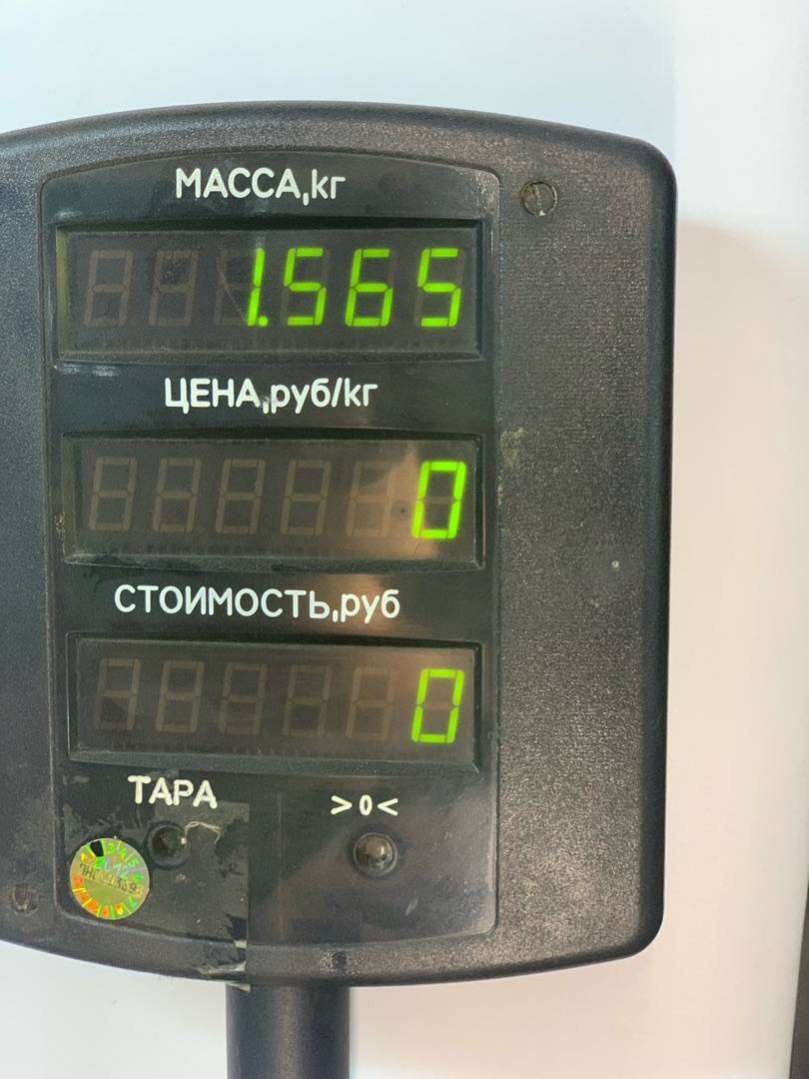 МАССА,кг
1.565
ЦЕНА,руб/кг
0
СТОИМОСТЬ,руб
0
ТАРА >0<